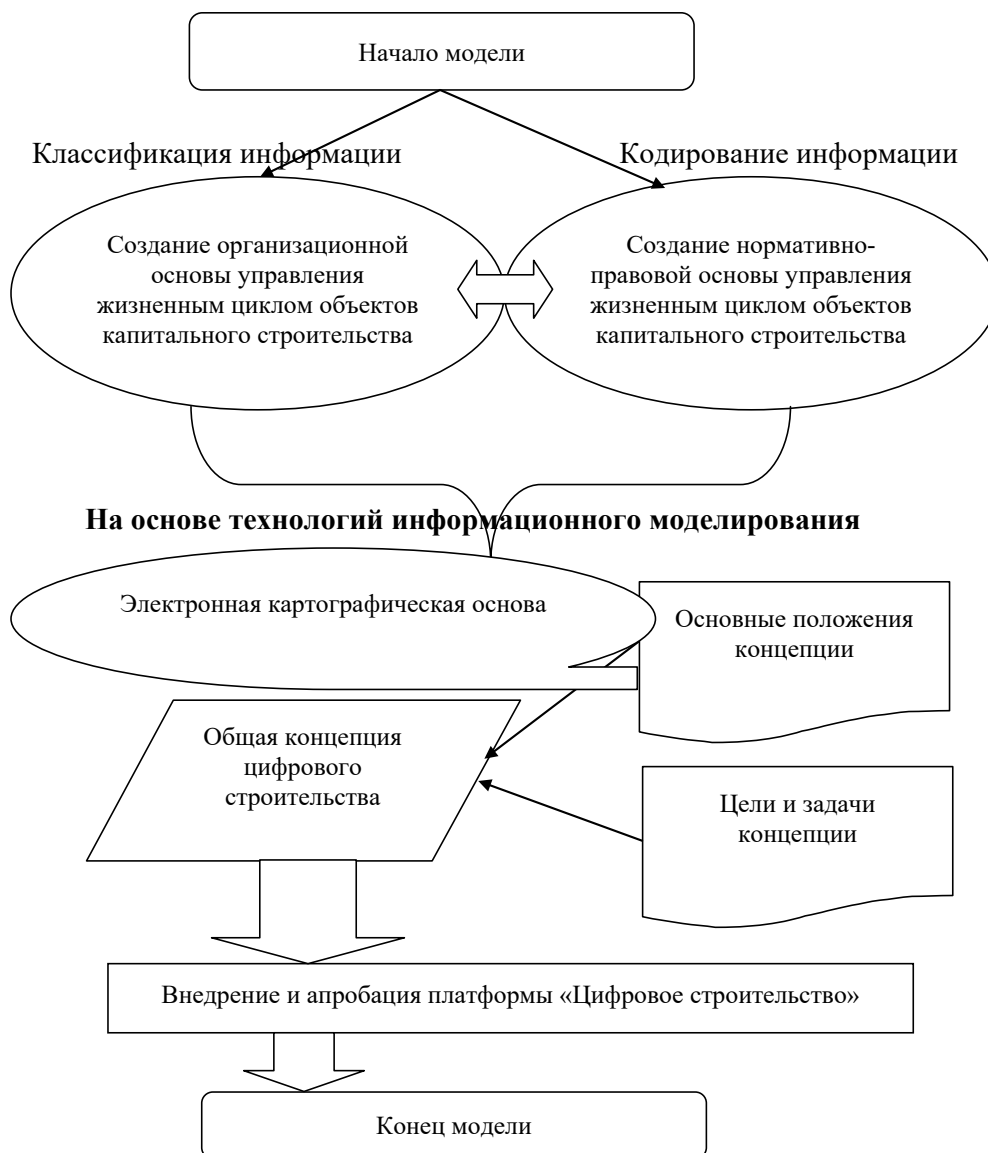 Начало модели
Классификация информации
Кодирование информации
Создание организационной
основы управления
жизненным циклом объектов
капитального строительства
Создание нормативно-
правовой основы управления
жизненным циклом объектов
капитального строительства
На основе технологий информационного моделирования
Электронная картографическая основа
Основные положения
концепции
Общая концепция
цифрового
строительства
Цели и задачи
концепции
Внедрение и апробация платформы «Цифровое строительство»
Конец модели